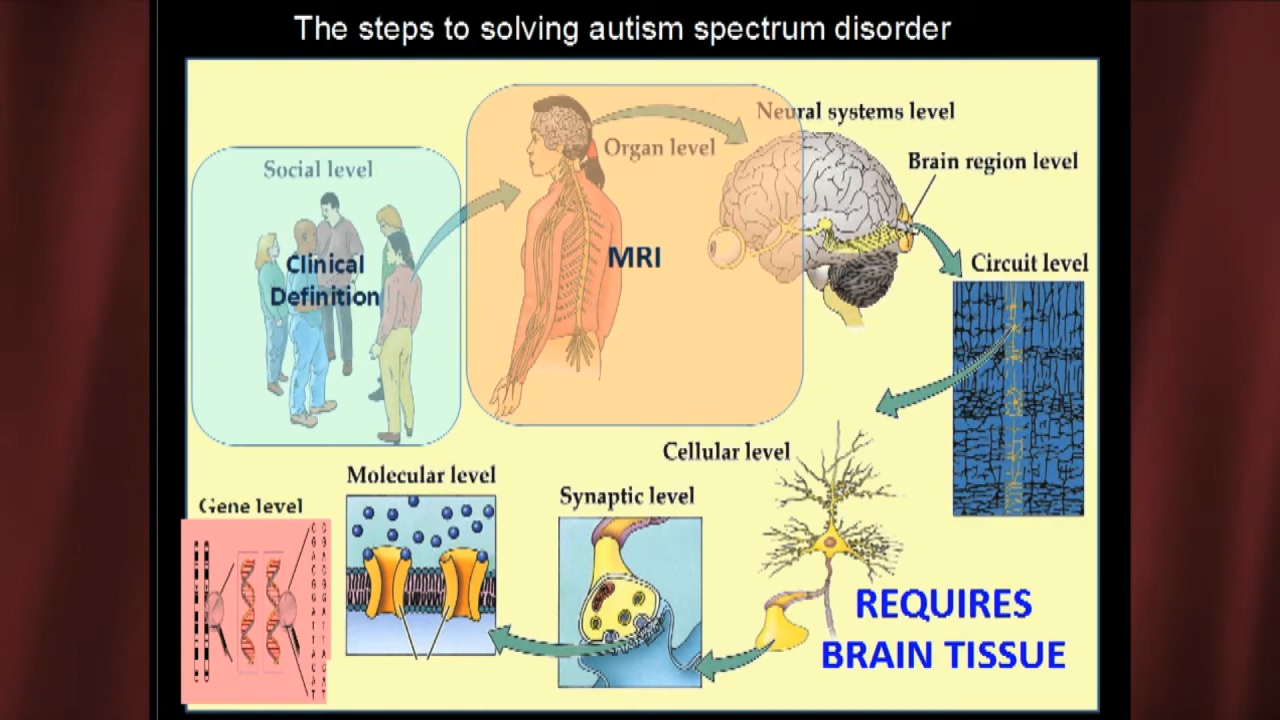 The steps to solving autism spectrum disorder
Neural systems level
Organ level
Brain region level
Social level
MRI
Clinical
Definition
Circuit level
Cellular level
Molecular level
Synaptic level
Gene level
REQUIRES
BRAIN TISSUE